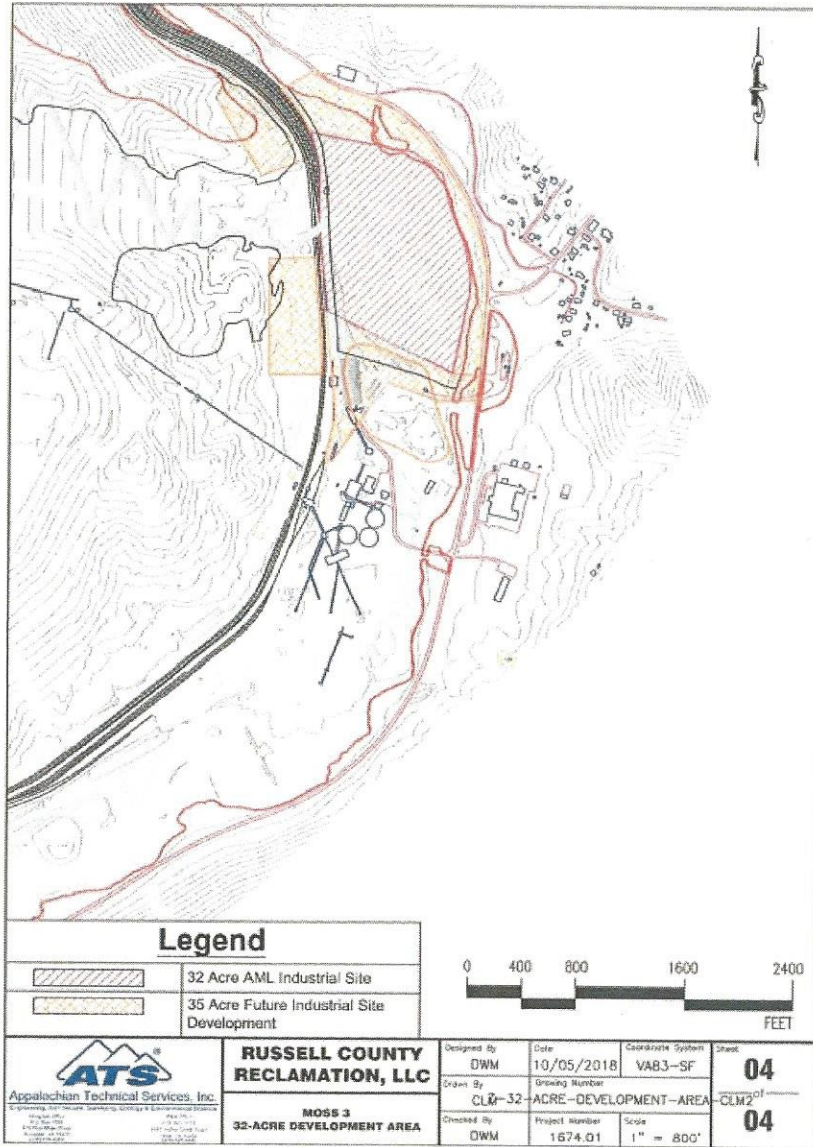 Legend
32 Acre AML Industrial Site
35 Acre Future Industrial Site
Development
0 400 800 1600 2400
FEET
ATS
®
Appalachian Technical Services, Inc.
RUSSELL COUNTY
RECLAMATION, LLC
MOSS 3
32-ACRE DEVELOPMENT AREA
Designed By
DWM
Date
10/05/2018
Coordinate System
VA83-SF
Sheet
04
of
04
Drawn By
CLM
Drawing Number
CLM-32-ACRE-DEVELOPMENT-AREA-CLM2
Checked By
DWM
Project Number
1674.01
Scale
1" = 800'